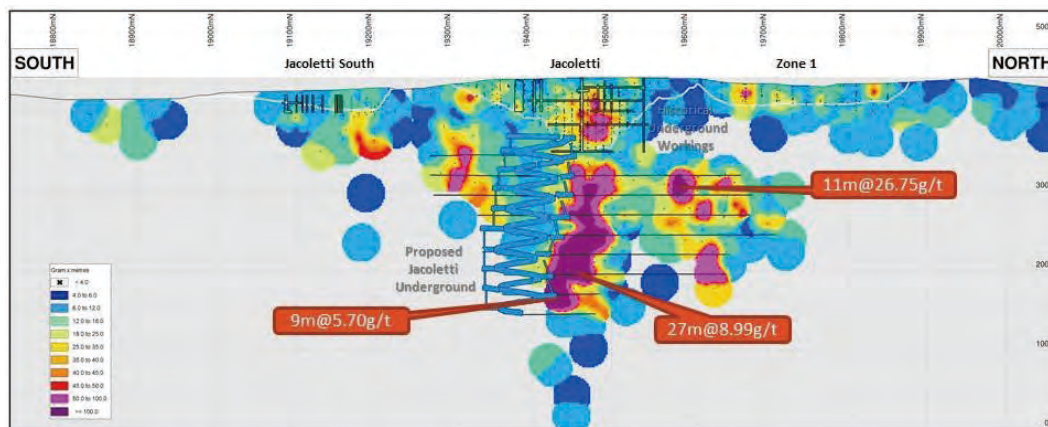 18800mN
18900mN
19000mN
19100mN
19200mN
19300mN
19400mN
19500mN
19600mN
19700mN
19800mN
19900mN
20000mN
500
SOUTH
Jacoletti South
Jacoletti
Zone 1
NORTH
Historical
Underground
Workings
11m@26.75g/t
300
Proposed
Jacoletti
Underground
200
9m@5.70g/t
27m@8.99g/t
100
0
Gram x metres
< 4.0
4.0 to 6.0
6.0 to 12.0
12.0 to 18.0
18.0 to 25.0
25.0 to 35.0
35.0 to 40.0
40.0 to 45.0
45.0 to 50.0
50.0 to 100.0
>= 100.0